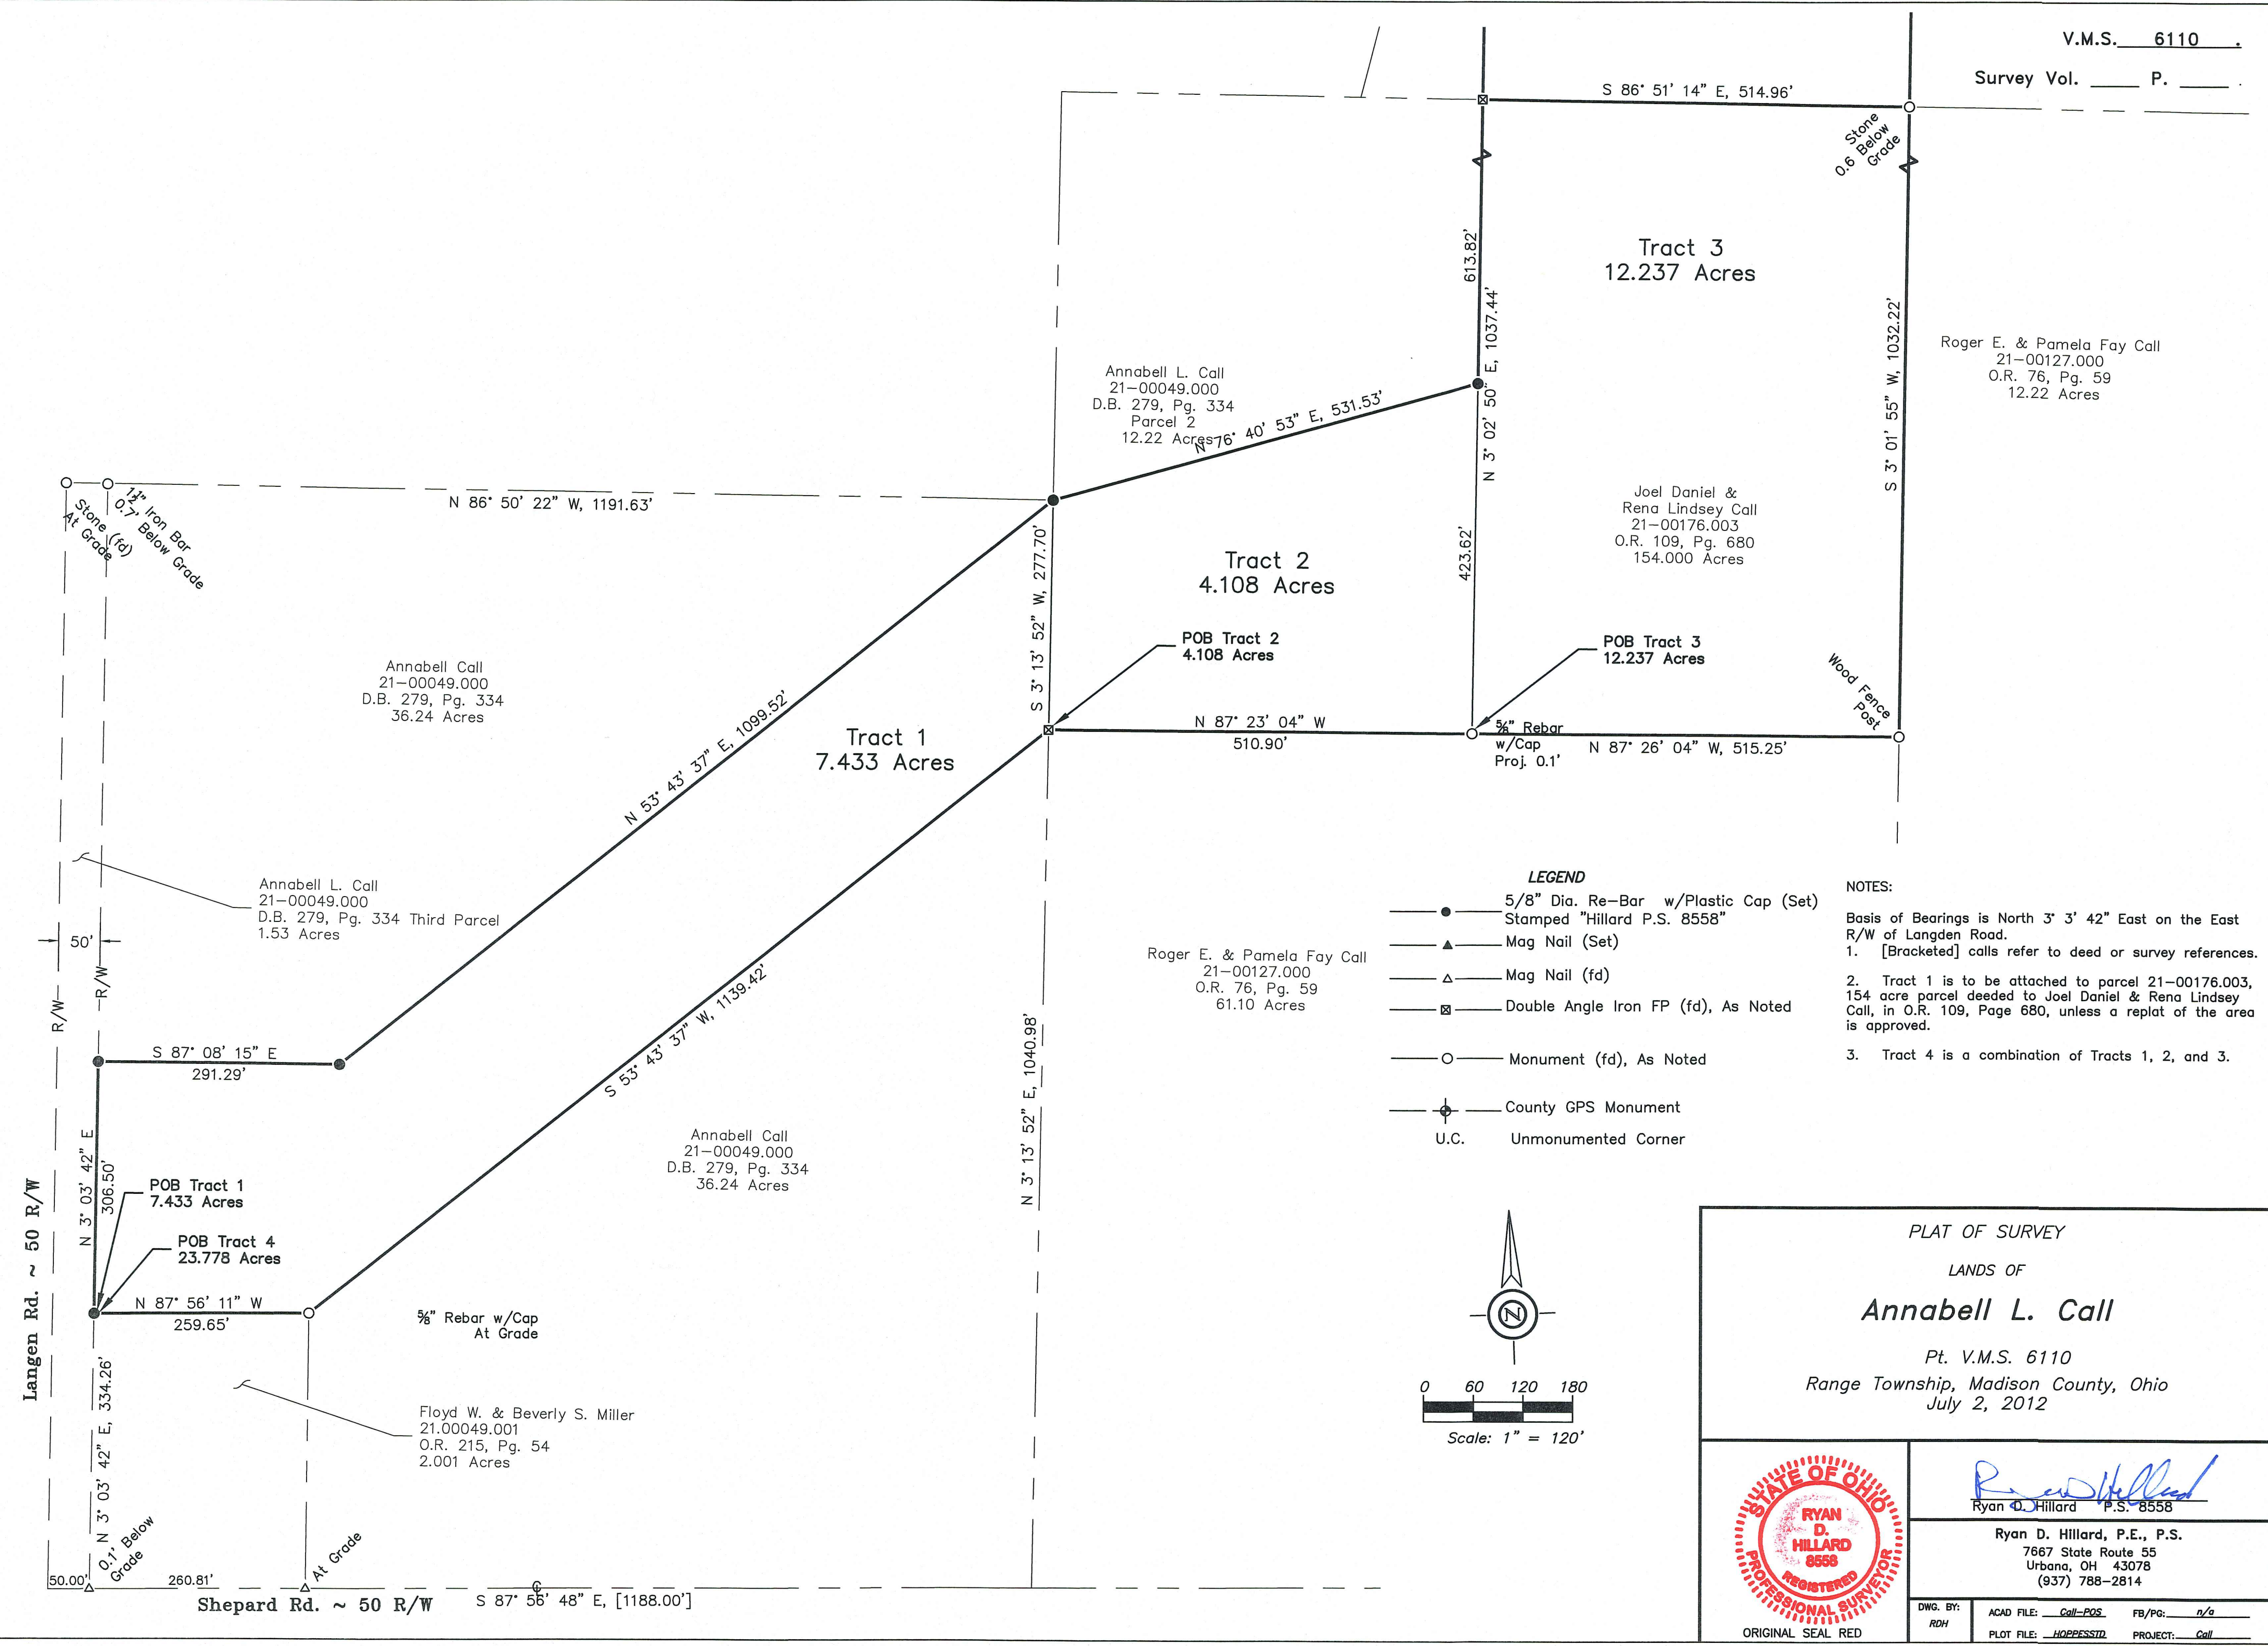 V.M.S. 6110 .
Survey Vol. _____ P. _____ .
S 86° 51' 14" E, 514.96'
Stone
0.6 Below
Grade
Tract 3
12.237 Acres
613.82'
N 3° 02' 50" E, 1037.44'
S 3° 01' 55" W, 1032.22'
Roger E. & Pamela Fay Call
21-00127.000
O.R. 76, Pg. 59
12.22 Acres
Annabell L. Call
21-00049.000
D.B. 279, Pg. 334
Parcel 2
12.22 Acres
N 76° 40' 53" E, 531.53'
N 86° 50' 22" W, 1191.63'
Stone (fd)
At Grade
Iron Bar
0.7' Below Grade
Joel Daniel &
Rena Lindsey Call
21-00176.003
O.R. 109, Pg. 680
154.000 Acres
S 3° 13' 52" W, 277.70'
Tract 2
4.108 Acres
423.62'
POB Tract 2
4.108 Acres
POB Tract 3
12.237 Acres
Wood Fence
Post
Annabell Call
21-00049.000
D.B. 279, Pg. 334
36.24 Acres
N 53° 43' 37" E, 1099.52'
Tract 1
7.433 Acres
N 87° 23' 04" W
510.90'
⅝" Rebar
w/Cap
Proj. 0.1'
N 87° 26' 04" W, 515.25'
Annabell L. Call
21-00049.000
D.B. 279, Pg. 334 Third Parcel
1.53 Acres
50'
R/W
R/W
S 53° 43' 37" W, 1139.42'
Roger E. & Pamela Fay Call
21-00127.000
O.R. 76, Pg. 59
61.10 Acres
N 3° 13' 52" E, 1040.98'
LEGEND
5/8" Dia. Re-Bar w/Plastic Cap (Set)
Stamped "Hillard P.S. 8558"
Mag Nail (Set)
Mag Nail (fd)
Double Angle Iron FP (fd), As Noted
Monument (fd), As Noted
County GPS Monument
U.C. Unmonumented Corner
NOTES:
Basis of Bearings is North 3° 3' 42" East on the East
R/W of Langden Road.
1. [Bracketed] calls refer to deed or survey references.
2. Tract 1 is to be attached to parcel 21-00176.003,
154 acre parcel deeded to Joel Daniel & Rena Lindsey
Call, in O.R. 109, Page 680, unless a replat of the area
is approved.
3. Tract 4 is a combination of Tracts 1, 2, and 3.
S 87° 08' 15" E
291.29'
N 3° 03' 42" E
306.50'
Annabell Call
21-00049.000
D.B. 279, Pg. 334
36.24 Acres
POB Tract 1
7.433 Acres
POB Tract 4
23.778 Acres
N 87° 56' 11" W
259.65'
⅝" Rebar w/Cap
At Grade
Langen Rd. ~ 50 R/W
N 3° 03' 42" E, 334.26'
Floyd W. & Beverly S. Miller
21.00049.001
O.R. 215, Pg. 54
2.001 Acres
0.1' Below
Grade
At Grade
50.00'
260.81'
Shepard Rd. ~ 50 R/W
S 87° 56' 48" E, [1188.00']
N
0 60 120 180
Scale: 1" = 120'
PLAT OF SURVEY
LANDS OF
Annabell L. Call
Pt. V.M.S. 6110
Range Township, Madison County, Ohio
July 2, 2012
STATE OF OHIO
RYAN
D.
HILLARD
8558
REGISTERED
PROFESSIONAL SURVEYOR
ORIGINAL SEAL RED
Ryan D. Hillard P.S. 8558
Ryan D. Hillard, P.E., P.S.
7667 State Route 55
Urbana, OH 43078
(937) 788-2814
DWG. BY:
RDH
ACAD FILE: Call-POS FB/PG: n/a
PLOT FILE: HOPPESSTD PROJECT: Call